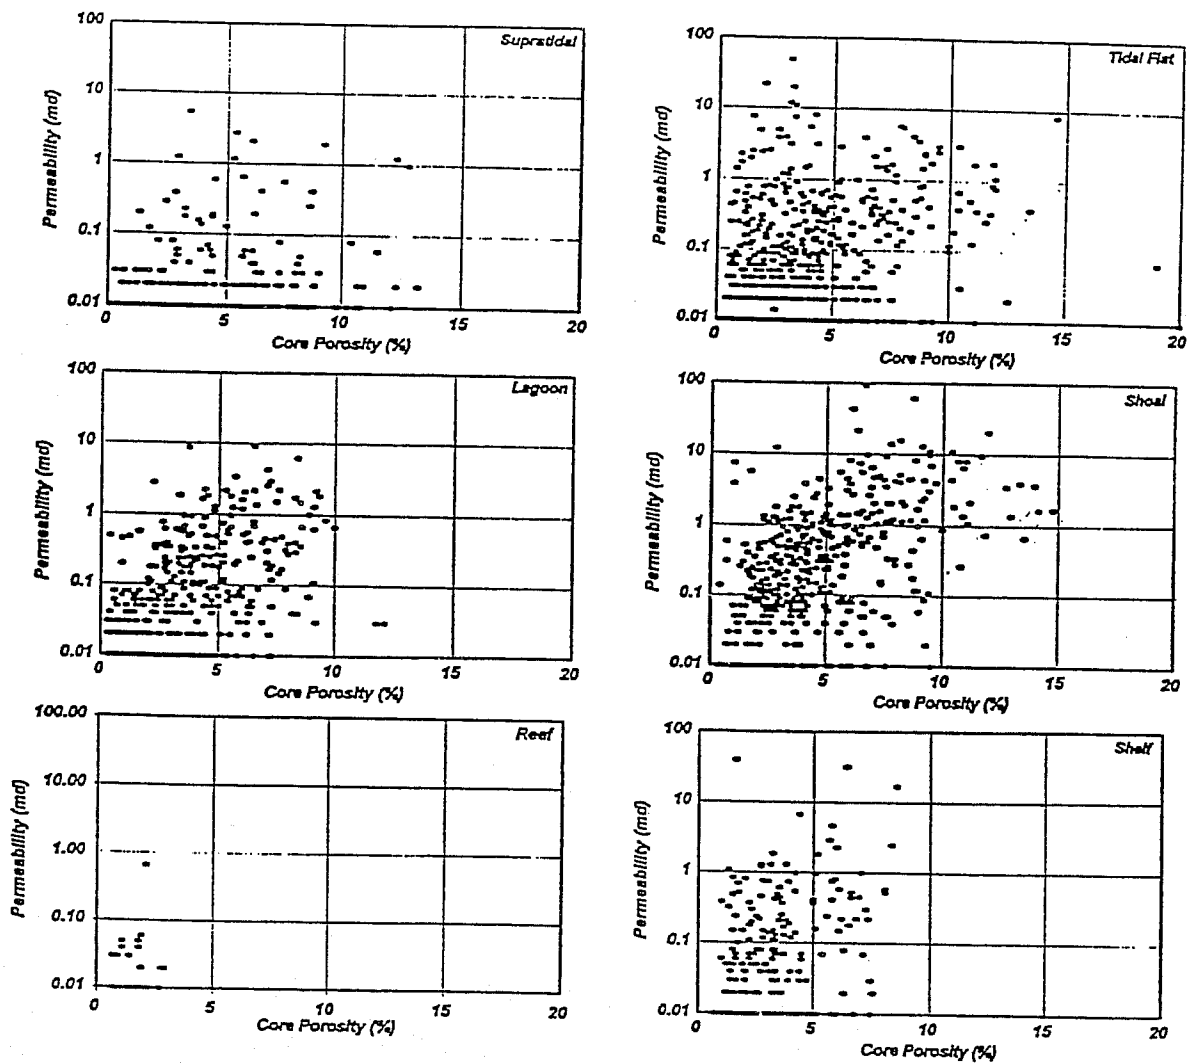 Supratidal
Permeability (md)
100
10
1
0.1
0.01
0 5 10 15 20
Core Porosity (%)
Tidal Flat
Permeability (md)
100
10
1
0.1
0.01
0 5 10 15 20
Core Porosity (%)
Lagoon
Permeability (md)
100
10
1
0.1
0.01
0 5 10 15 20
Core Porosity (%)
Shoal
Permeability (md)
100
10
1
0.1
0.01
0 5 10 15 20
Core Porosity (%)
Reef
Permeability (md)
100.00
10.00
1.00
0.10
0.01
0 5 10 15 20
Core Porosity (%)
Shelf
Permeability (md)
100
10
1
0.1
0.01
0 5 10 15 20
Core Porosity (%)